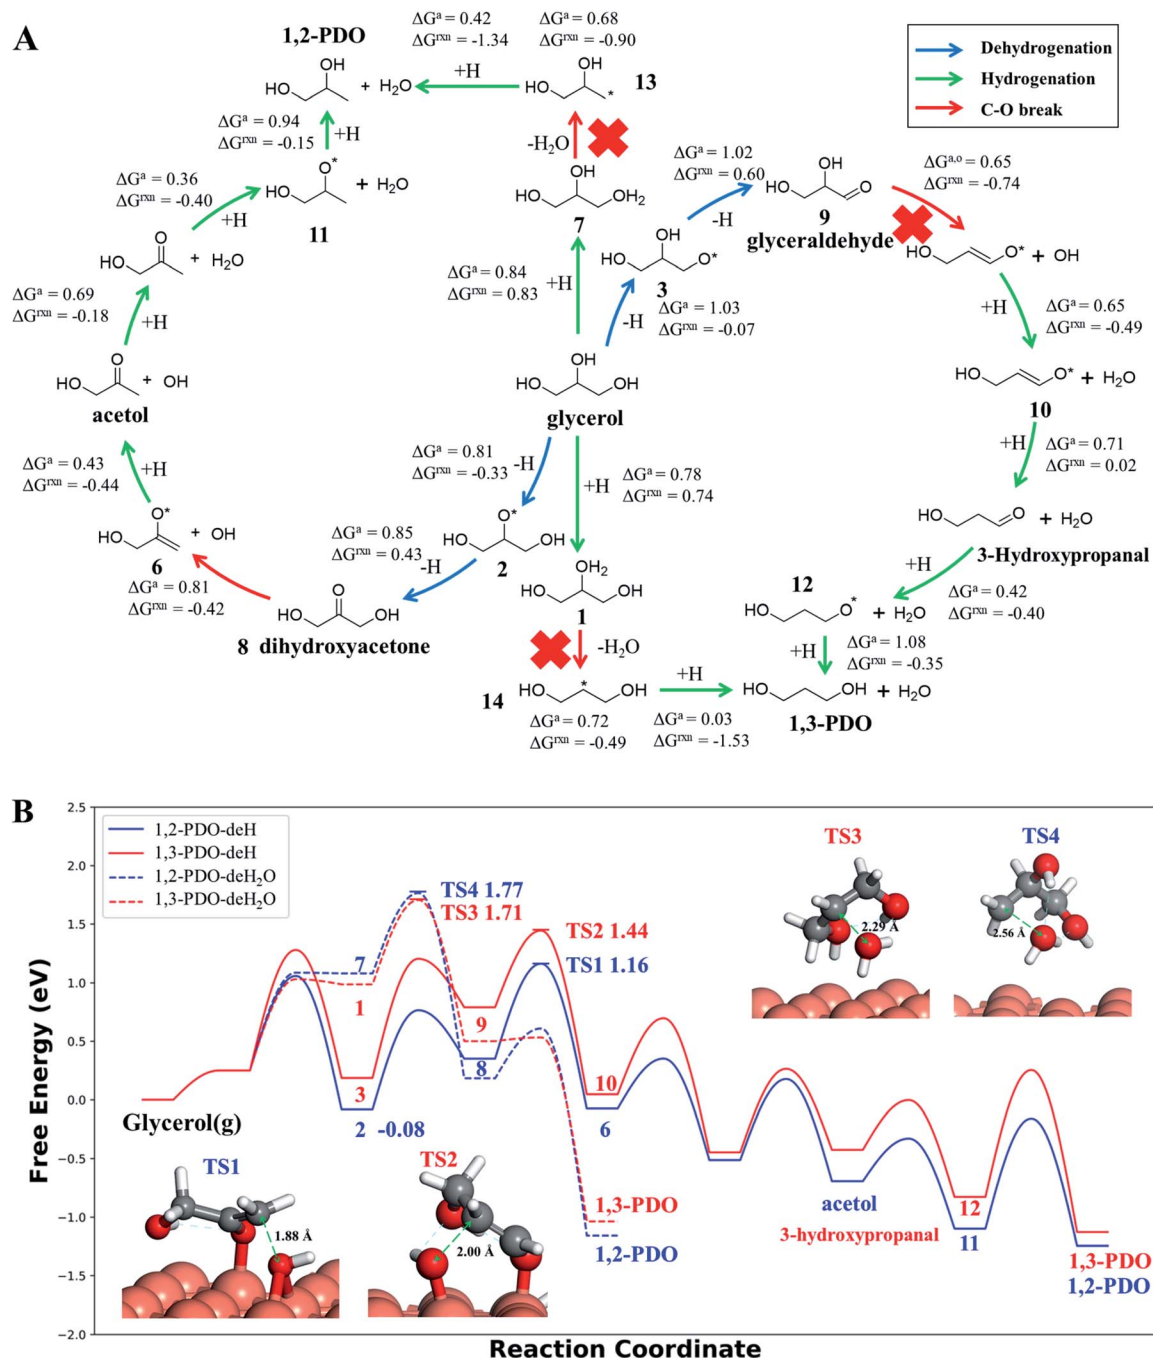 A
1,2-PDO
ΔGᵃ = 0.42
ΔGʳˣⁿ = -1.34
ΔGᵃ = 0.68
ΔGʳˣⁿ = -0.90
Dehydrogenation
Hydrogenation
C-O break
OH
HO
+ H₂O
+H
OH
HO
*
13
ΔGᵃ = 0.94
ΔGʳˣⁿ = -0.15
+H
-H₂O
ΔGᵃ = 1.02
ΔGʳˣⁿ = 0.60
-H
OH
HO
O
9
glyceraldehyde
ΔGᵃ,ᵒ = 0.65
ΔGʳˣⁿ = -0.74
ΔGᵃ = 0.36
ΔGʳˣⁿ = -0.40
+H
O*
HO
+ H₂O
11
OH
HO
OH₂
7
OH
HO
O*
3
HO
O*
+ OH
O
HO
+ H₂O
ΔGᵃ = 0.84
ΔGʳˣⁿ = 0.83
+H
-H
ΔGᵃ = 1.03
ΔGʳˣⁿ = -0.07
+H
ΔGᵃ = 0.65
ΔGʳˣⁿ = -0.49
ΔGᵃ = 0.69
ΔGʳˣⁿ = -0.18
+H
O
HO
+ OH
acetol
OH
HO
OH
glycerol
HO
O*
+ H₂O
10
ΔGᵃ = 0.43
ΔGʳˣⁿ = -0.44
+H
ΔGᵃ = 0.81
ΔGʳˣⁿ = -0.33
-H
+H
ΔGᵃ = 0.78
ΔGʳˣⁿ = 0.74
+H
ΔGᵃ = 0.71
ΔGʳˣⁿ = 0.02
O*
HO
+ OH
6
ΔGᵃ = 0.85
ΔGʳˣⁿ = 0.43
-H
O*
HO
OH
2
HO
O
+ H₂O
3-Hydroxypropanal
ΔGᵃ = 0.81
ΔGʳˣⁿ = -0.42
O
HO
OH
8 dihydroxyacetone
OH₂
HO
OH
1
+H
ΔGᵃ = 0.42
ΔGʳˣⁿ = -0.40
12
HO
O*
+ H₂O
-H₂O
+H
ΔGᵃ = 1.08
ΔGʳˣⁿ = -0.35
14
HO
*
OH
+H
HO
OH
+ H₂O
1,3-PDO
ΔGᵃ = 0.72
ΔGʳˣⁿ = -0.49
ΔGᵃ = 0.03
ΔGʳˣⁿ = -1.53
B
Free Energy (eV)
2.5
2.0
1.5
1.0
0.5
0.0
−0.5
−1.0
−1.5
−2.0
1,2-PDO-deH
1,3-PDO-deH
1,2-PDO-deH₂O
1,3-PDO-deH₂O
TS4 1.77
TS3 1.71
TS2 1.44
TS1 1.16
TS3
2.29 Å
TS4
2.56 Å
7
1
9
8
3
2 -0.08
10
6
Glycerol(g)
TS1
1.88 Å
TS2
2.00 Å
1,3-PDO
1,2-PDO
acetol
3-hydroxypropanal
12
11
1,3-PDO
1,2-PDO
Reaction Coordinate